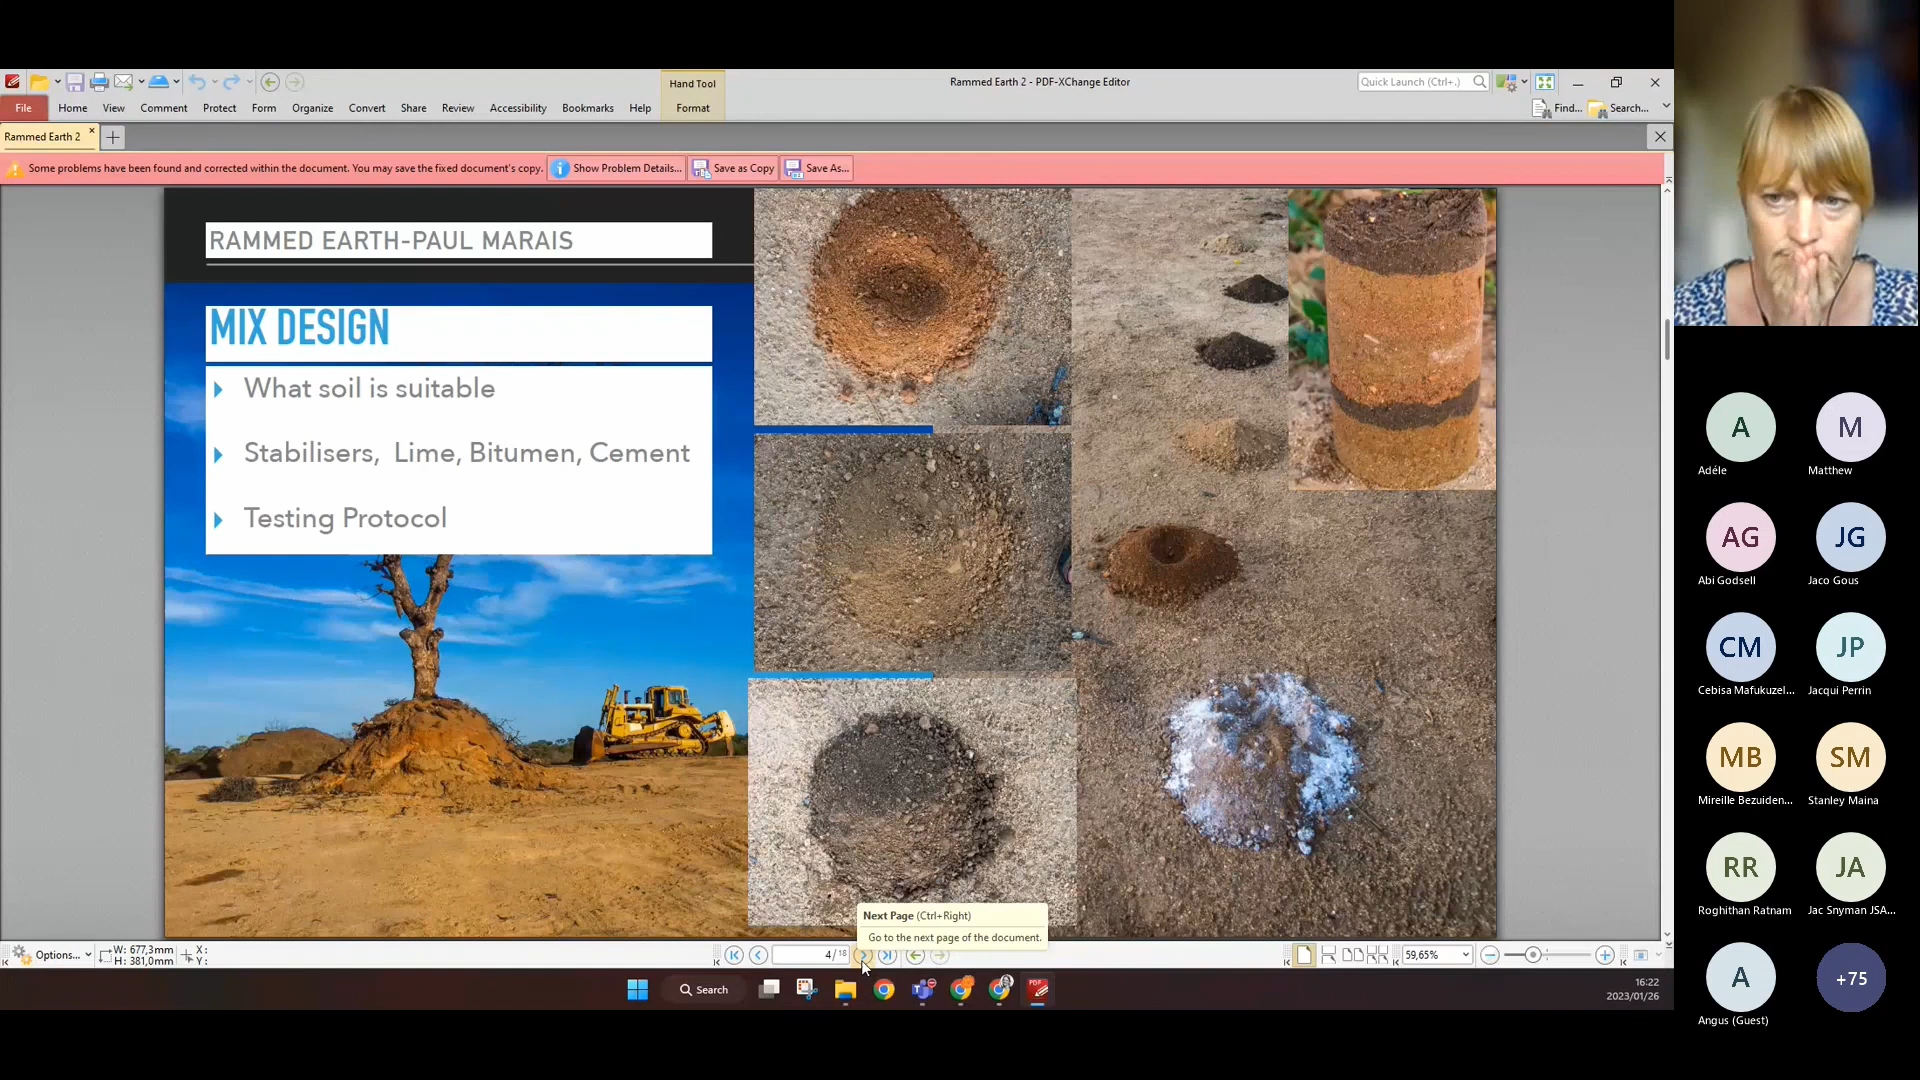 Hand Tool
Rammed Earth 2 - PDF-XChange Editor
Quick Launch (Ctrl+.)
File Home View Comment Protect Form Organize Convert Share Review Accessibility Bookmarks Help Format
Find... Search...
Rammed Earth 2
Some problems have been found and corrected within the document. You may save the fixed document's copy. Show Problem Details... Save as Copy Save As...
RAMMED EARTH-PAUL MARAIS
MIX DESIGN
What soil is suitable
Stabilisers, Lime, Bitumen, Cement
Testing Protocol
Next Page (Ctrl+Right)
Go to the next page of the document.
Options... W: 677,3mm X:
H: 381,0mm Y:
4 / 18
59,65%
Search
PDF
16:22
2023/01/26
A M
Adéle Matthew
AG JG
Abi Godsell Jaco Gous
CM JP
Cebisa Mafukuzel... Jacqui Perrin
MB SM
Mireille Bezuiden... Stanley Maina
RR JA
Roghithan Ratnam Jac Snyman JSA...
A +75
Angus (Guest)